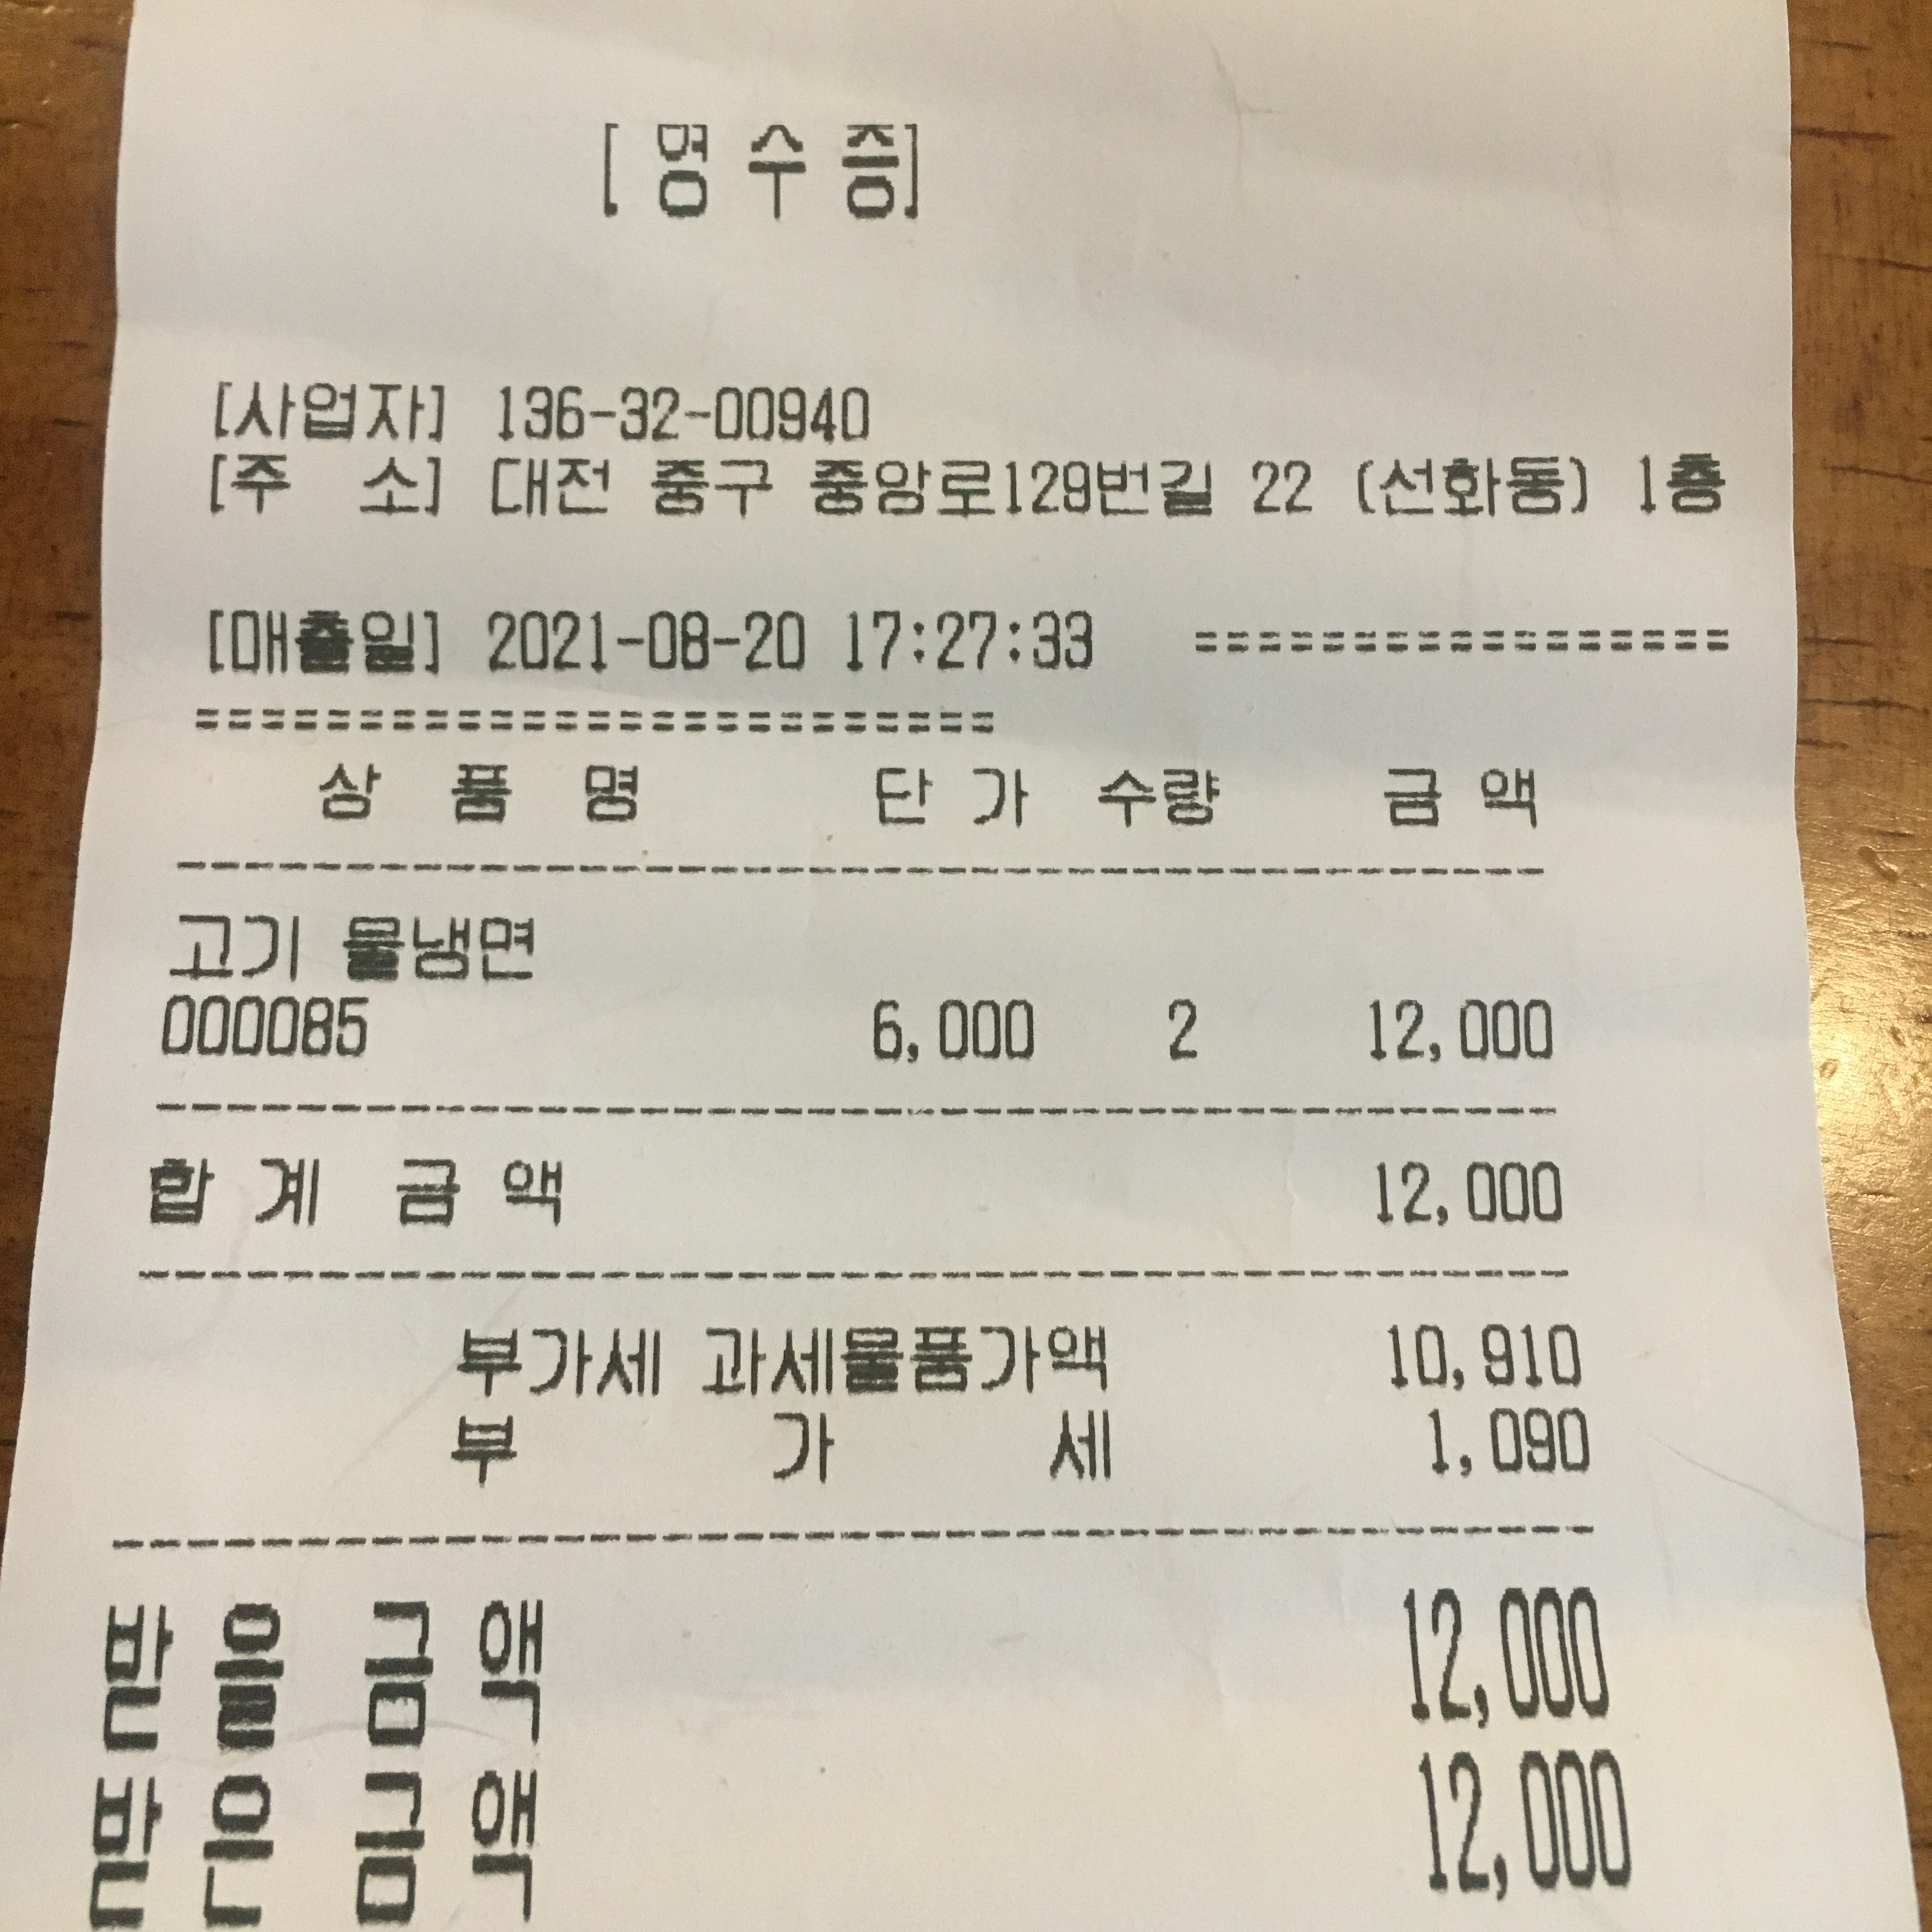 [ 명 수 증]
[사업자] 136-32-00940
[주 소] 대전 중구 중앙로129번길 22 (선화동) 1층
[매출일] 2021-08-20 17:27:33 =================
=========================
상 품 명 단 가 수량 금 액
고기 물냉면
000085 6,000 2 12,000
합 계 금 액 12,000
부가세 과세물품가액 10,910
부 가 세 1,090
받 을 금 액 12,000
받 은 금 액 12,000